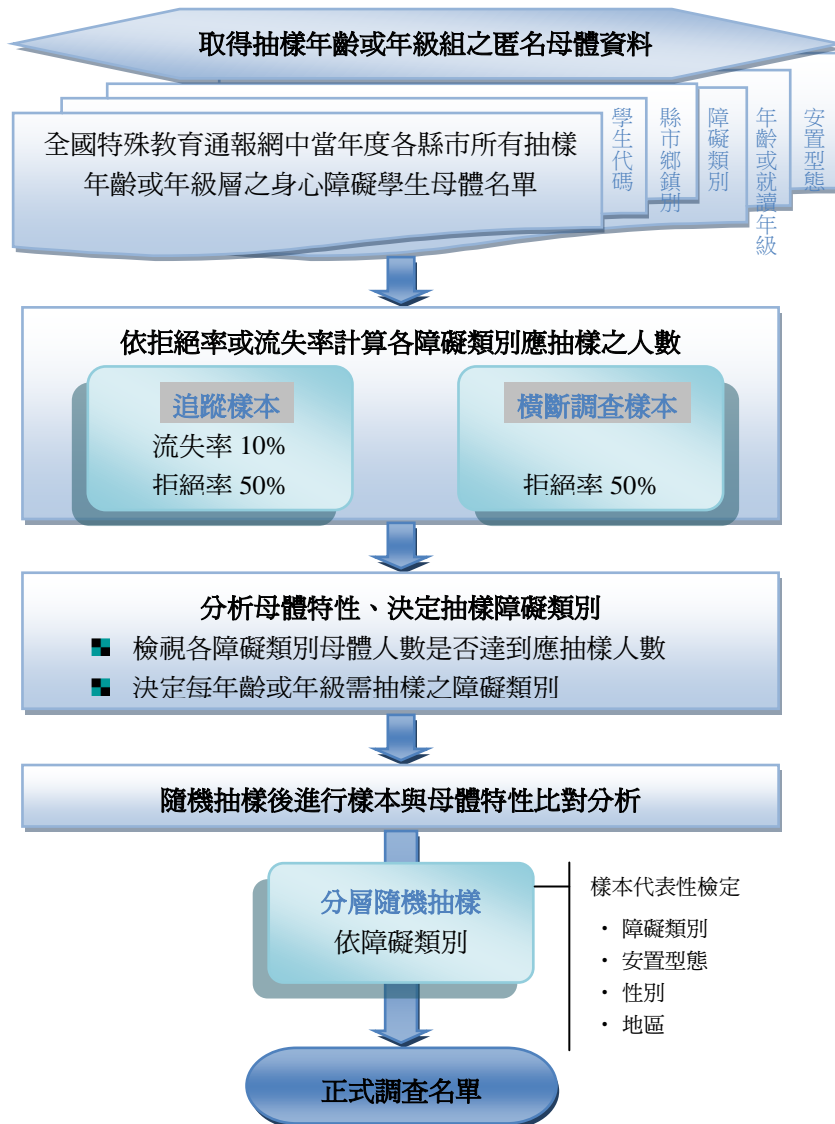 取得抽樣年齡或年級組之匿名母體資料
全國特殊教育通報網中當年度各縣市所有抽樣
年齡或年級層之身心障礙學生母體名單
學生代碼
縣市鄉鎮別
障礙類別
年齡或就讀年級
安置型態
依拒絕率或流失率計算各障礙類別應抽樣之人數
追蹤樣本
流失率 10%
拒絕率 50%
橫斷調查樣本
拒絕率 50%
分析母體特性、決定抽樣障礙類別
檢視各障礙類別母體人數是否達到應抽樣人數
決定每年齡或年級需抽樣之障礙類別
隨機抽樣後進行樣本與母體特性比對分析
分層隨機抽樣
依障礙類別
樣本代表性檢定
・障礙類別
・安置型態
・性別
・地區
正式調查名單